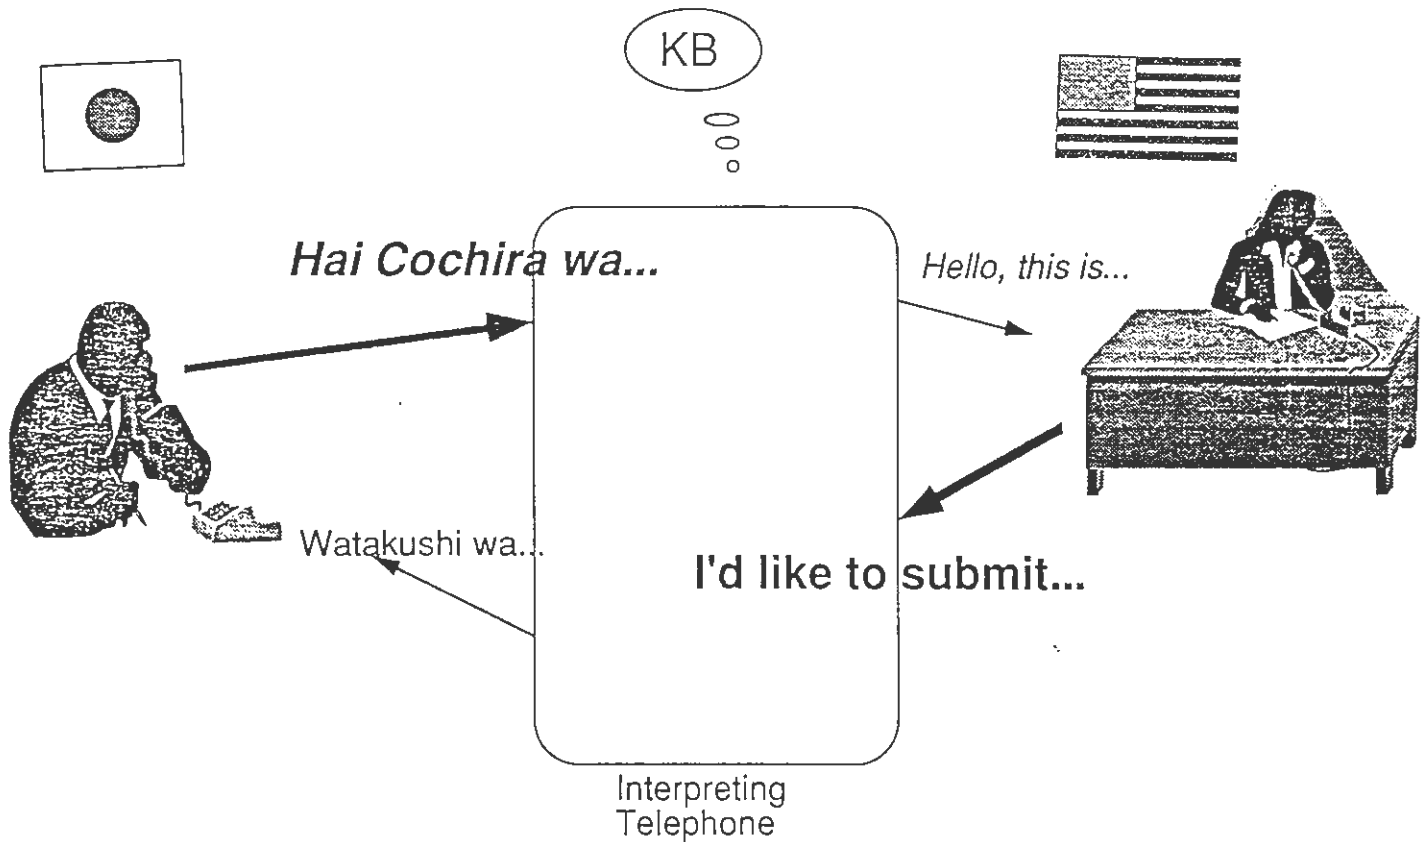 KB
Hai Cochira wa...
Hello, this is...
Watakushi wa...
I'd like to submit...
Interpreting
Telephone